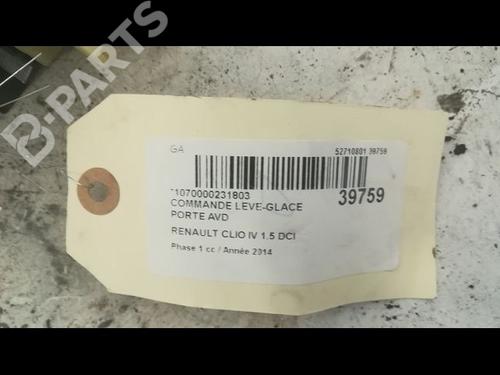 B-PARTS
GA
52710801 39759
*1070000231803
39759
COMMANDE LEVE-GLACE
PORTE AVD
RENAULT CLIO IV 1.5 DCI
Phase 1 cc / Année 2014